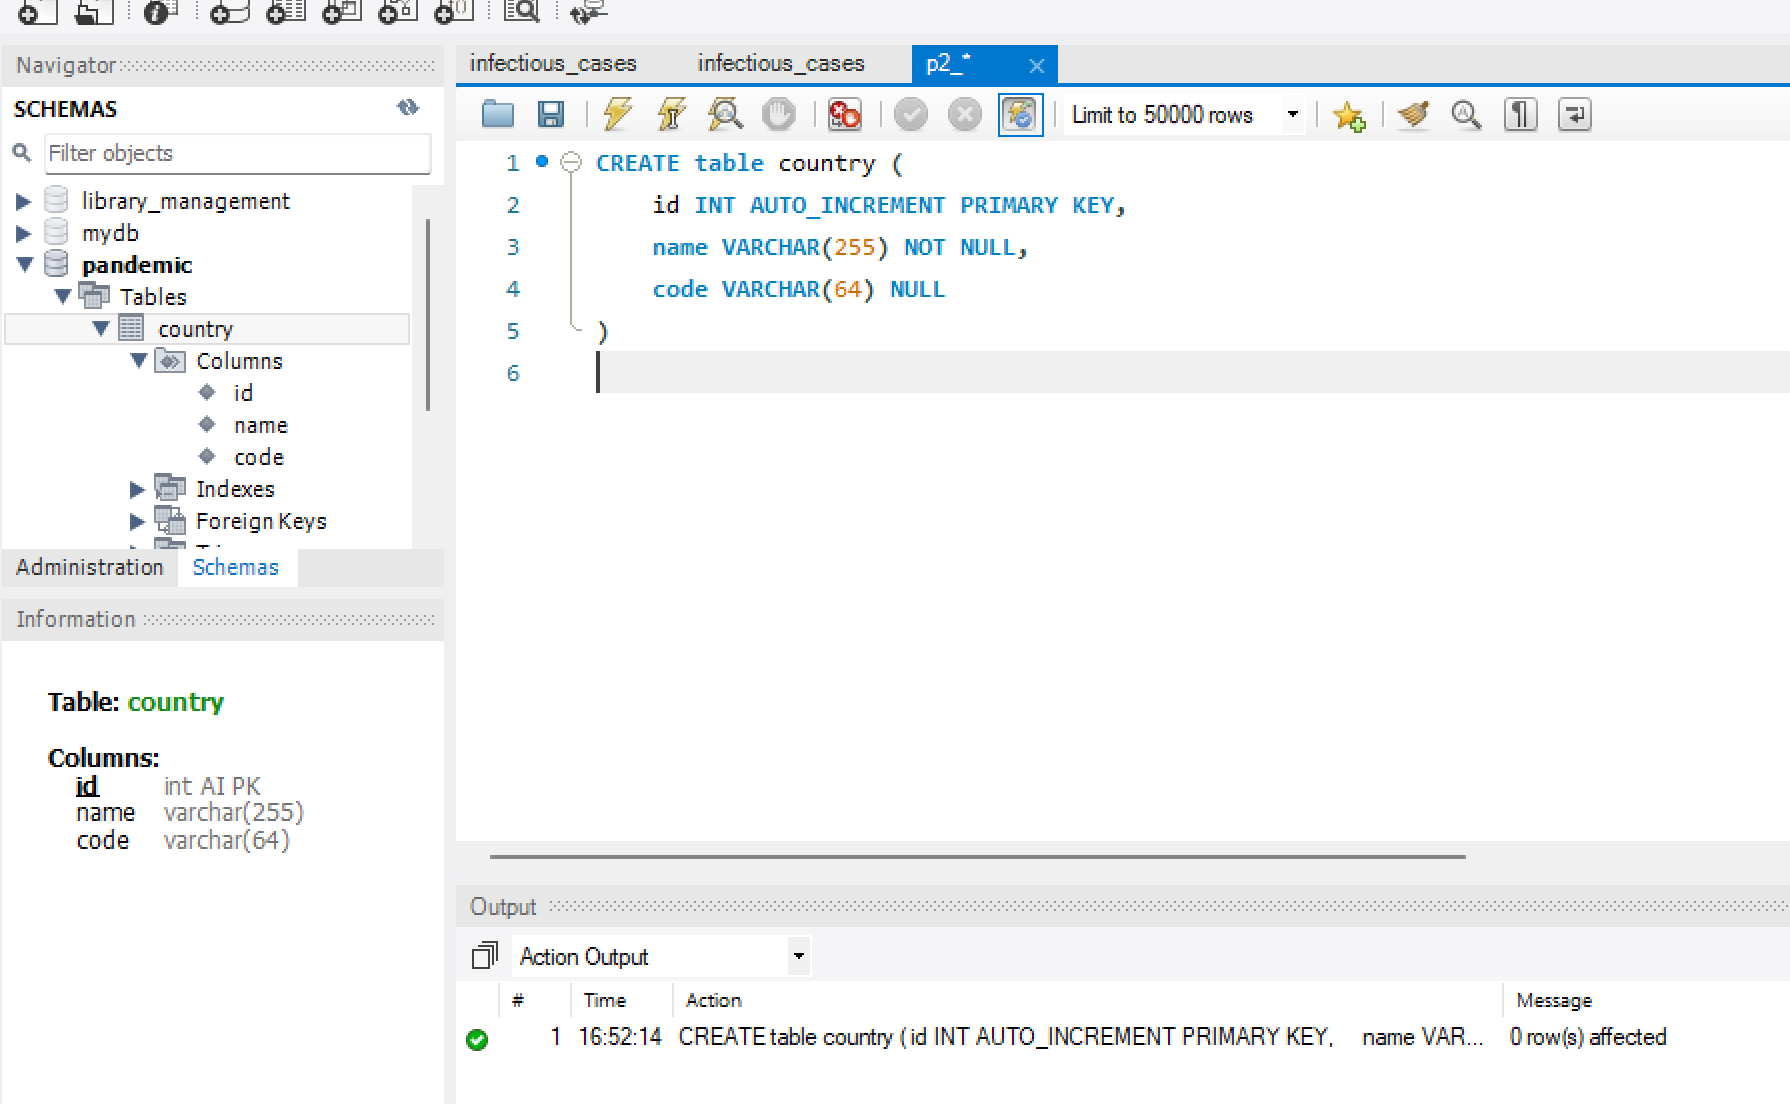 Navigator
SCHEMAS
Filter objects
library_management
mydb
pandemic
Tables
country
Columns
id
name
code
Indexes
Foreign Keys
Administration
Schemas
Information
Table: country
Columns:
id int AI PK
name varchar(255)
code varchar(64)
infectious_cases
infectious_cases
p2_*
Limit to 50000 rows
1 CREATE table country (
2 id INT AUTO_INCREMENT PRIMARY KEY,
3 name VARCHAR(255) NOT NULL,
4 code VARCHAR(64) NULL
5 )
6
Output
Action Output
# Time Action Message
1 16:52:14 CREATE table country ( id INT AUTO_INCREMENT PRIMARY KEY, name VAR... 0 row(s) affected